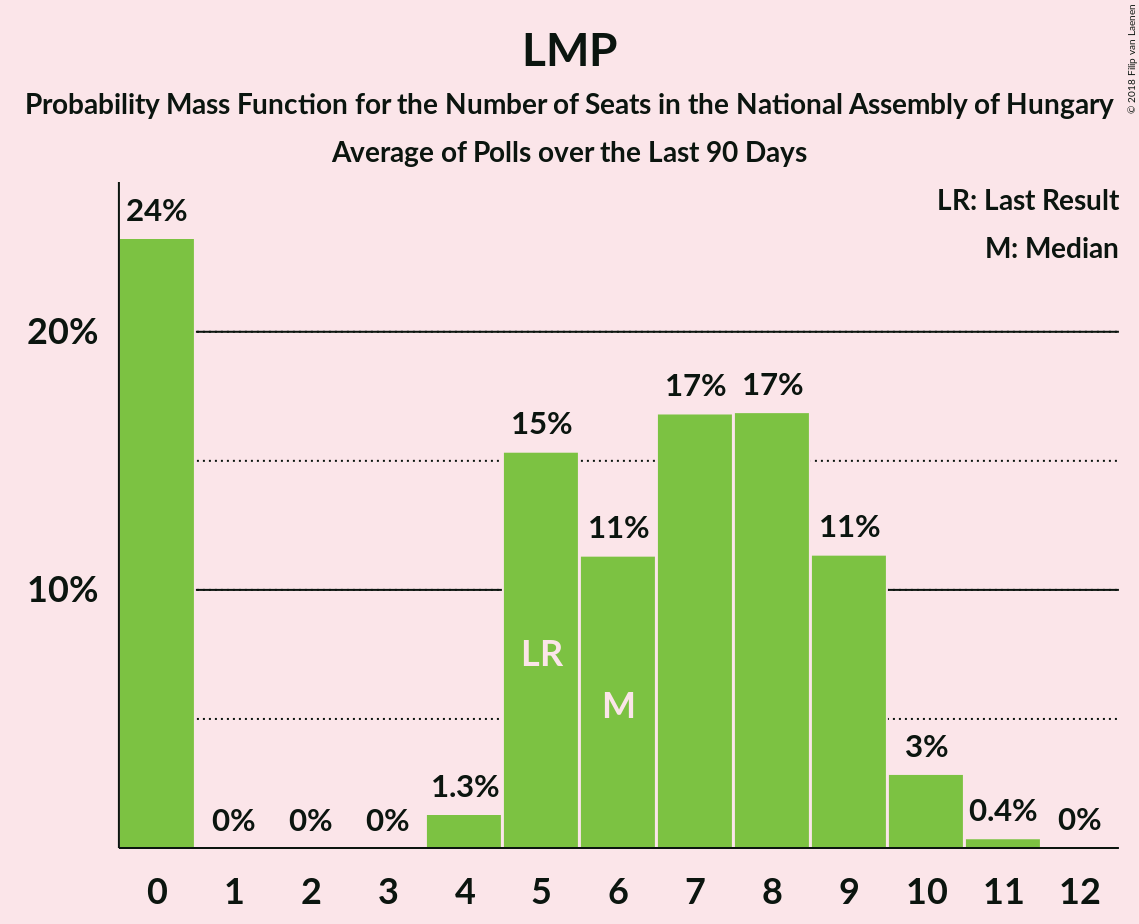 LMP
Probability Mass Function for the Number of Seats in the National Assembly of Hungary
Average of Polls over the Last 90 Days
© 2018 Filip van Laenen
LR: Last Result
M: Median
24%
20%
17% 17%
15%
11% 11%
10%
LR
M
3%
1.3%
0.4%
0% 0% 0% 0%
0 1 2 3 4 5 6 7 8 9 10 11 12